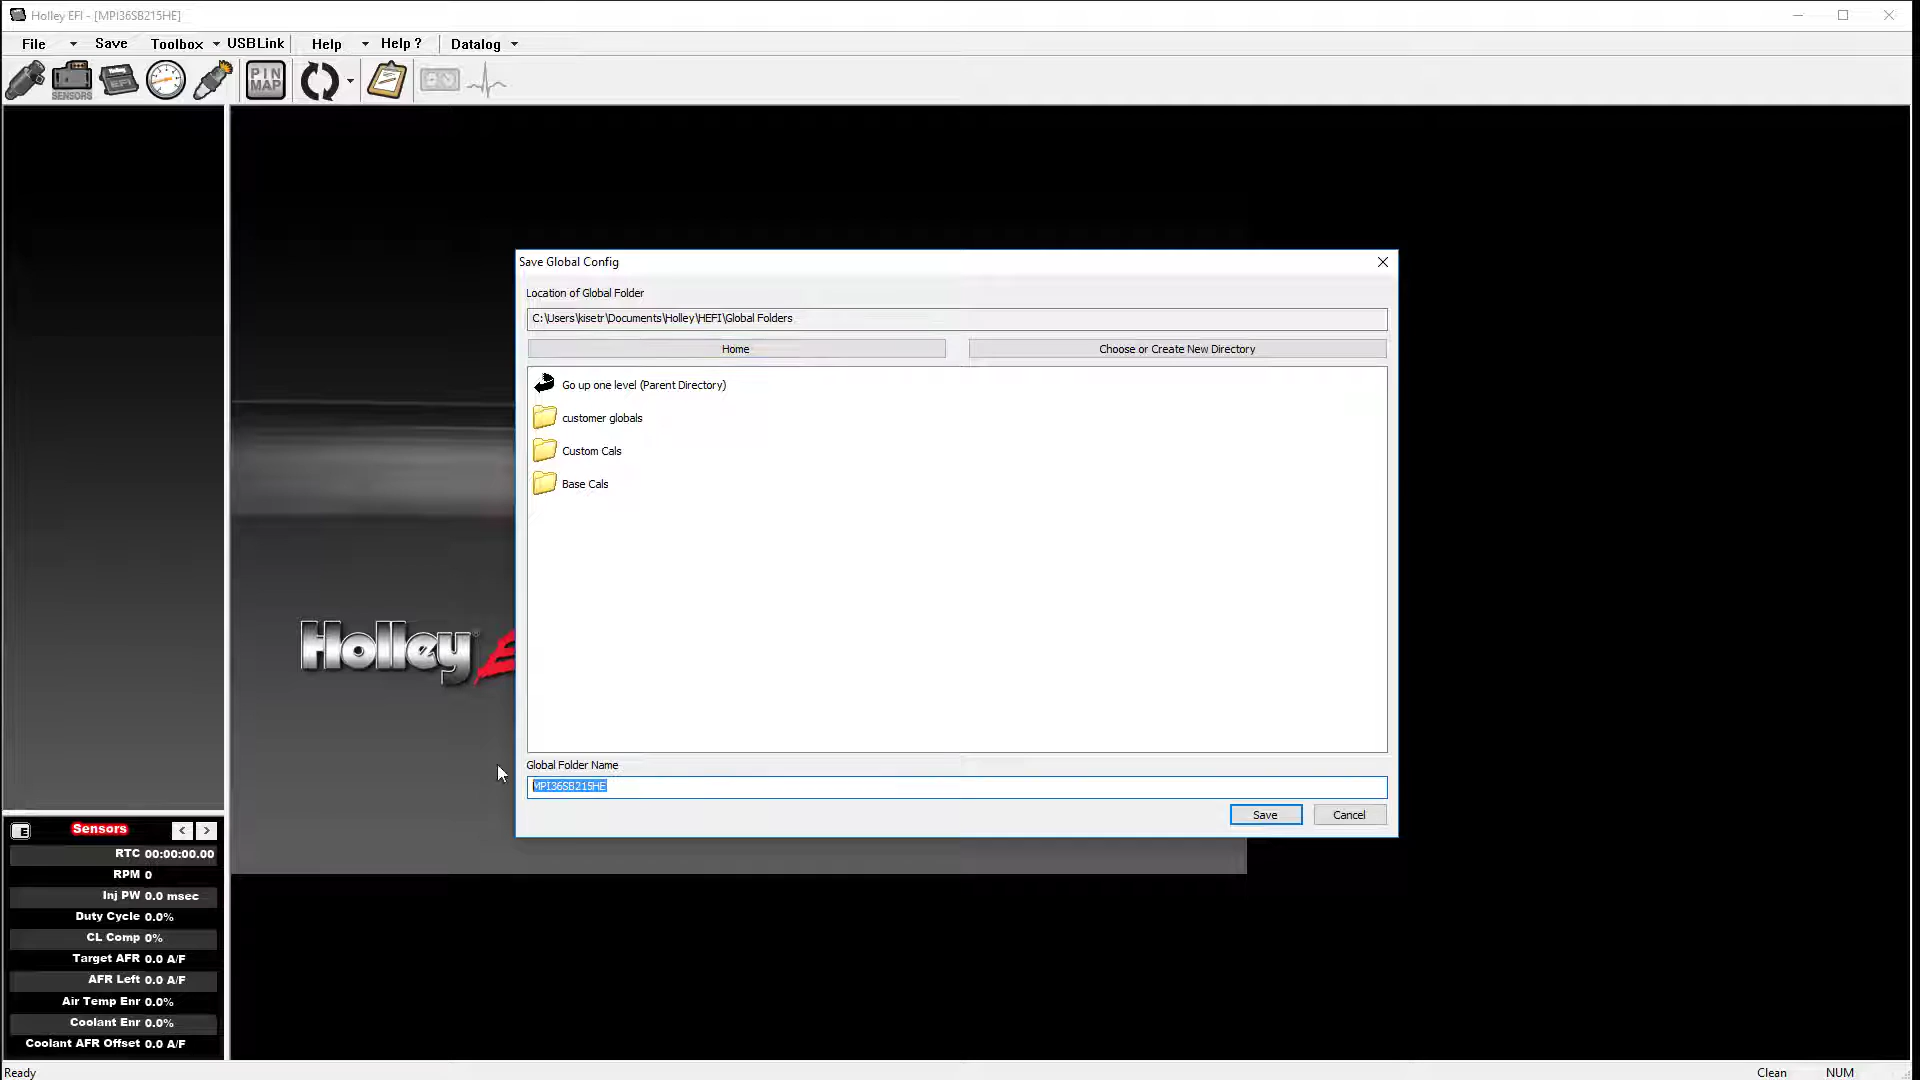 Holley EFI - [MPI36SB215HE]
File Save Toolbox USBLink Help Help ? Datalog
SENSORS
HOLLEY EFI
PIN MAP
Save Global Config
Location of Global Folder
C:\Users\kisetr\Documents\Holley\HEFI\Global Folders
Home Choose or Create New Directory
Go up one level (Parent Directory)
customer globals
Custom Cals
Base Cals
Holley
Global Folder Name
MPI36SB215HE
Save Cancel
E Sensors < >
RTC 00:00:00.00
RPM 0
Inj PW 0.0 msec
Duty Cycle 0.0%
CL Comp 0%
Target AFR 0.0 A/F
AFR Left 0.0 A/F
Air Temp Enr 0.0%
Coolant Enr 0.0%
Coolant AFR Offset 0.0 A/F
Ready Clean NUM